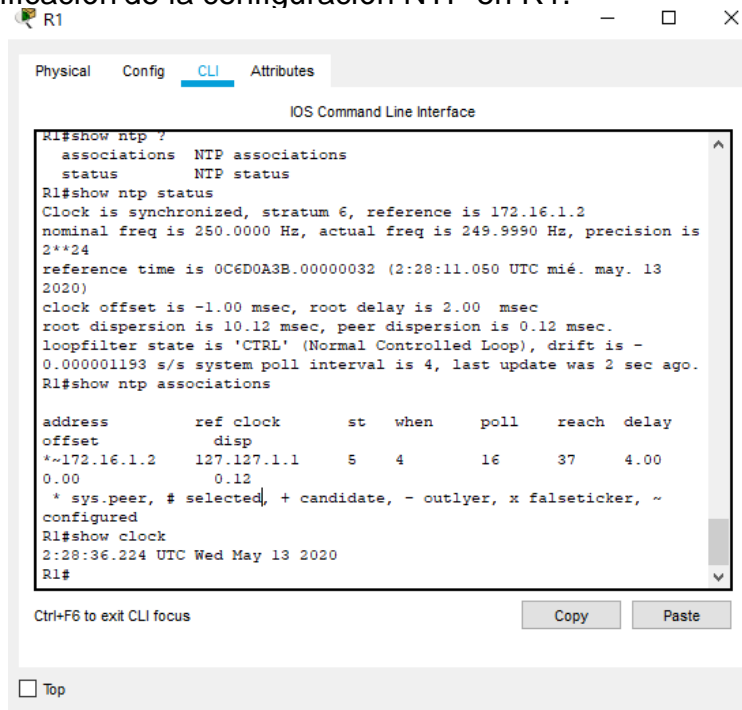 de la configuración NTP en R1.
R1
Physical Config CLI Attributes
IOS Command Line Interface
R1#show ntp ?
associations NTP associations
status NTP status
R1#show ntp status
Clock is synchronized, stratum 6, reference is 172.16.1.2
nominal freq is 250.0000 Hz, actual freq is 249.9990 Hz, precision is
2**24
reference time is 0C6D0A3B.00000032 (2:28:11.050 UTC mié. may. 13
2020)
clock offset is -1.00 msec, root delay is 2.00 msec
root dispersion is 10.12 msec, peer dispersion is 0.12 msec.
loopfilter state is 'CTRL' (Normal Controlled Loop), drift is -
0.000001193 s/s system poll interval is 4, last update was 2 sec ago.
R1#show ntp associations
address ref clock st when poll reach delay
offset disp
*~172.16.1.2 127.127.1.1 5 4 16 37 4.00
0.00 0.12
* sys.peer, # selected, + candidate, - outlyer, x falseticker, ~
configured
R1#show clock
2:28:36.224 UTC Wed May 13 2020
R1#
Ctrl+F6 to exit CLI focus
Copy Paste
Top